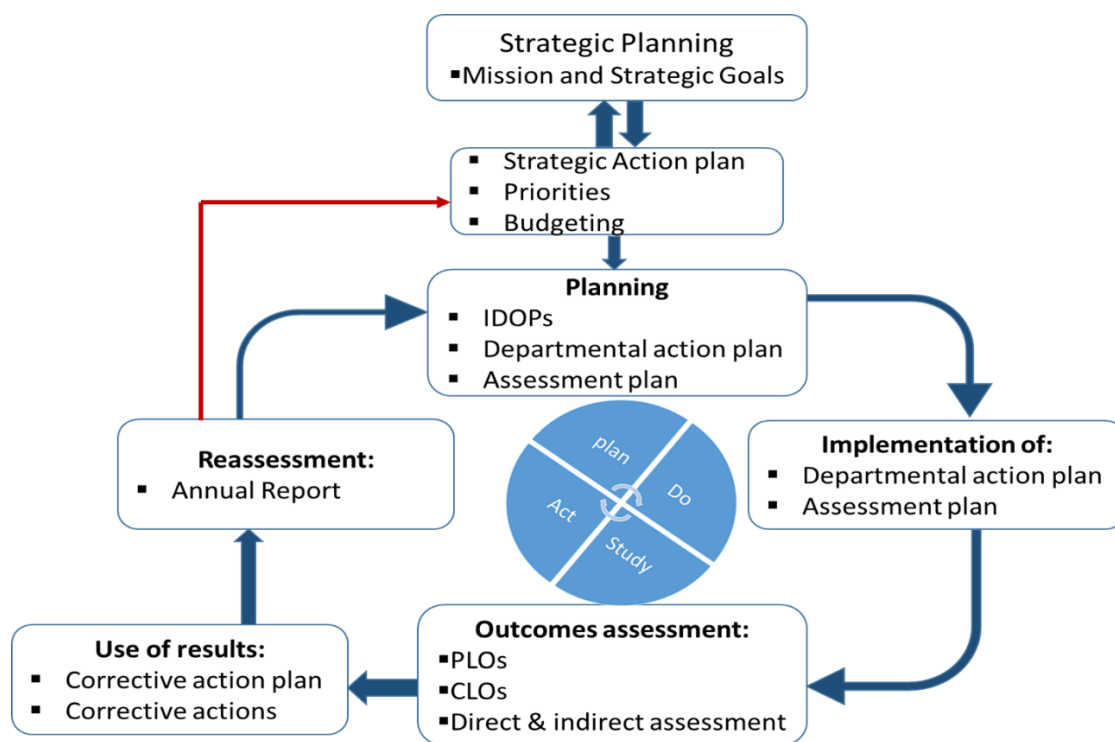 Strategic Planning
▪Mission and Strategic Goals
▪ Strategic Action plan
▪ Priorities
▪ Budgeting
Planning
▪ IDOPs
▪ Departmental action plan
▪ Assessment plan
Implementation of:
▪ Departmental action plan
▪ Assessment plan
Reassessment:
▪ Annual Report
plan
Do
Act
Study
Outcomes assessment:
▪PLOs
▪CLOs
▪Direct & indirect assessment
Use of results:
▪ Corrective action plan
▪ Corrective actions